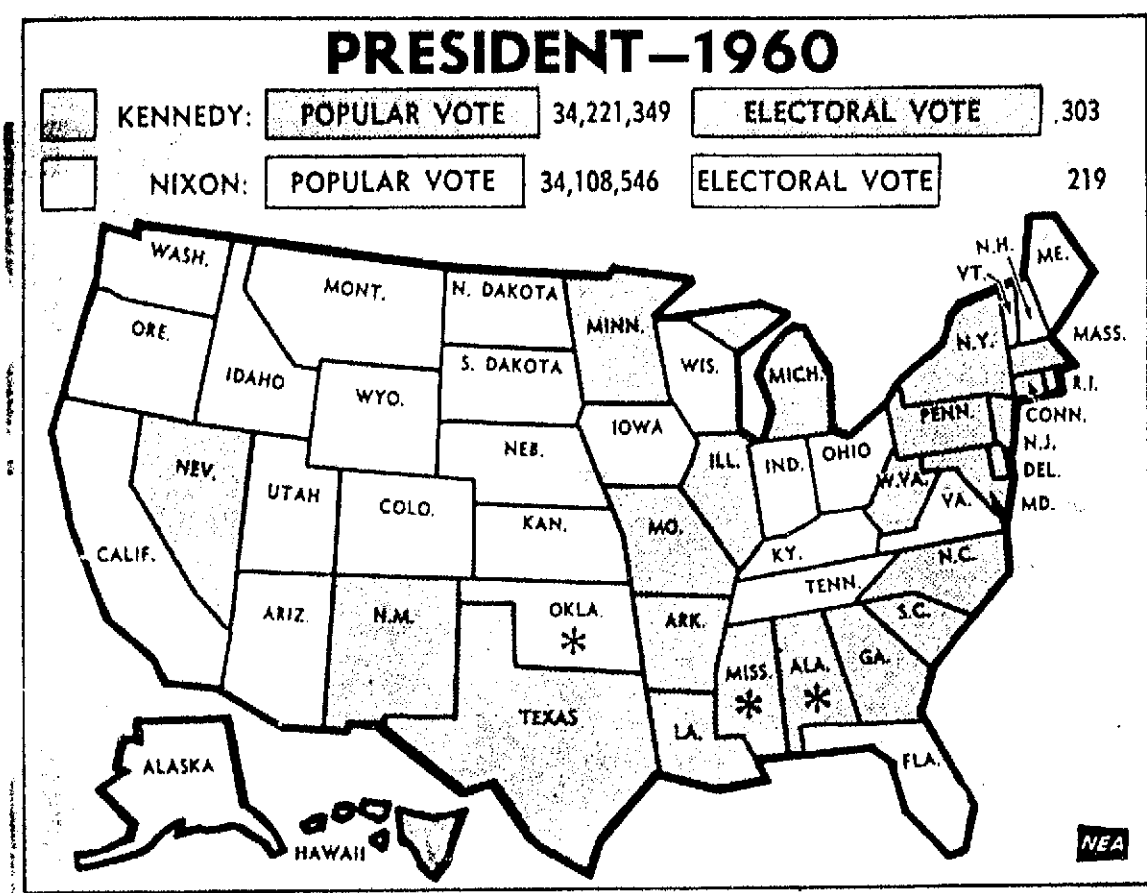 PRESIDENT—1960
KENNEDY: POPULAR VOTE 34,221,349 ELECTORAL VOTE .303
NIXON: POPULAR VOTE 34,108,546 ELECTORAL VOTE 219
WASH.
MONT.
N. DAKOTA
MINN.
N.H.
VT.
ME.
ORE.
IDAHO
WYO.
S. DAKOTA
WIS.
MICH.
N.Y.
MASS.
R.I.
CONN.
NEV.
UTAH
COLO.
NEB.
IOWA
ILL.
IND.
OHIO
PENN.
N.J.
DEL.
MD.
W.VA.
VA.
CALIF.
KAN.
MO.
KY.
N.C.
TENN.
ARIZ.
N.M.
OKLA.
*
ARK.
S.C.
MISS.
*
ALA.
*
GA.
TEXAS
LA.
FLA.
ALASKA
HAWAII
NEA